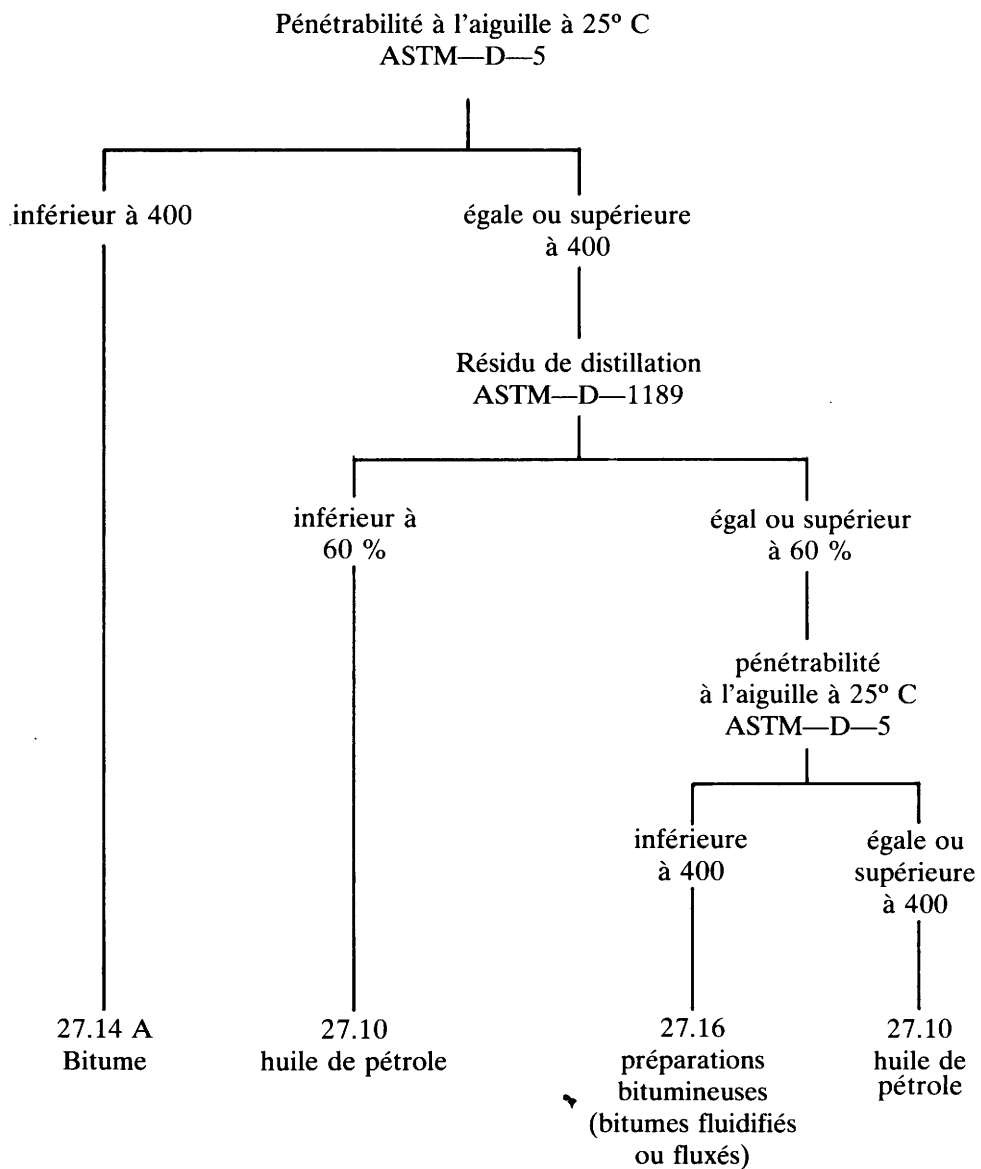 Pénétrabilité à l'aiguille à 25° C
ASTM—D—5
inférieur à 400
égale ou supérieure
à 400
Résidu de distillation
ASTM—D—1189
inférieur à
60 %
égal ou supérieur
à 60 %
pénétrabilité
à l'aiguille à 25° C
ASTM—D—5
inférieure
à 400
égale ou
supérieure
à 400
27.14 A
Bitume
27.10
huile de pétrole
27.16
préparations
bitumineuses
(bitumes fluidifiés
ou fluxés)
27.10
huile de
pétrole